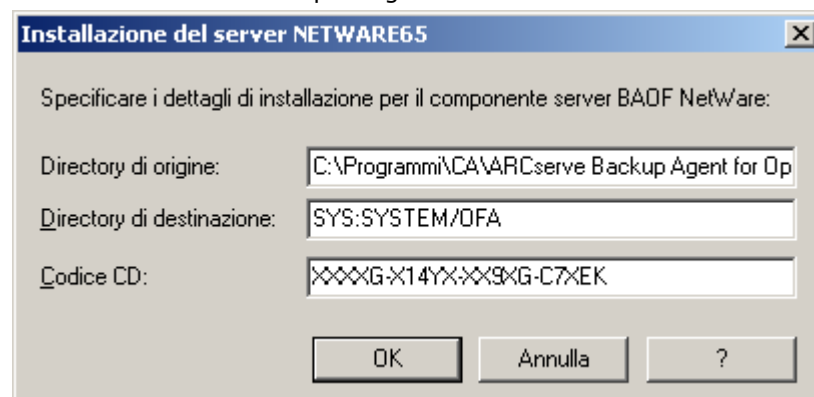 Installazione del server NETWARE65
Specificare i dettagli di installazione per il componente server BAOF NetWare:
Directory di origine: C:\Programmi\CA\ARCserve Backup Agent for Op
Directory di destinazione: SYS:SYSTEM/OFA
Codice CD: XXXXG-X14YX-XX9XG-C7XEK
OK Annulla ?